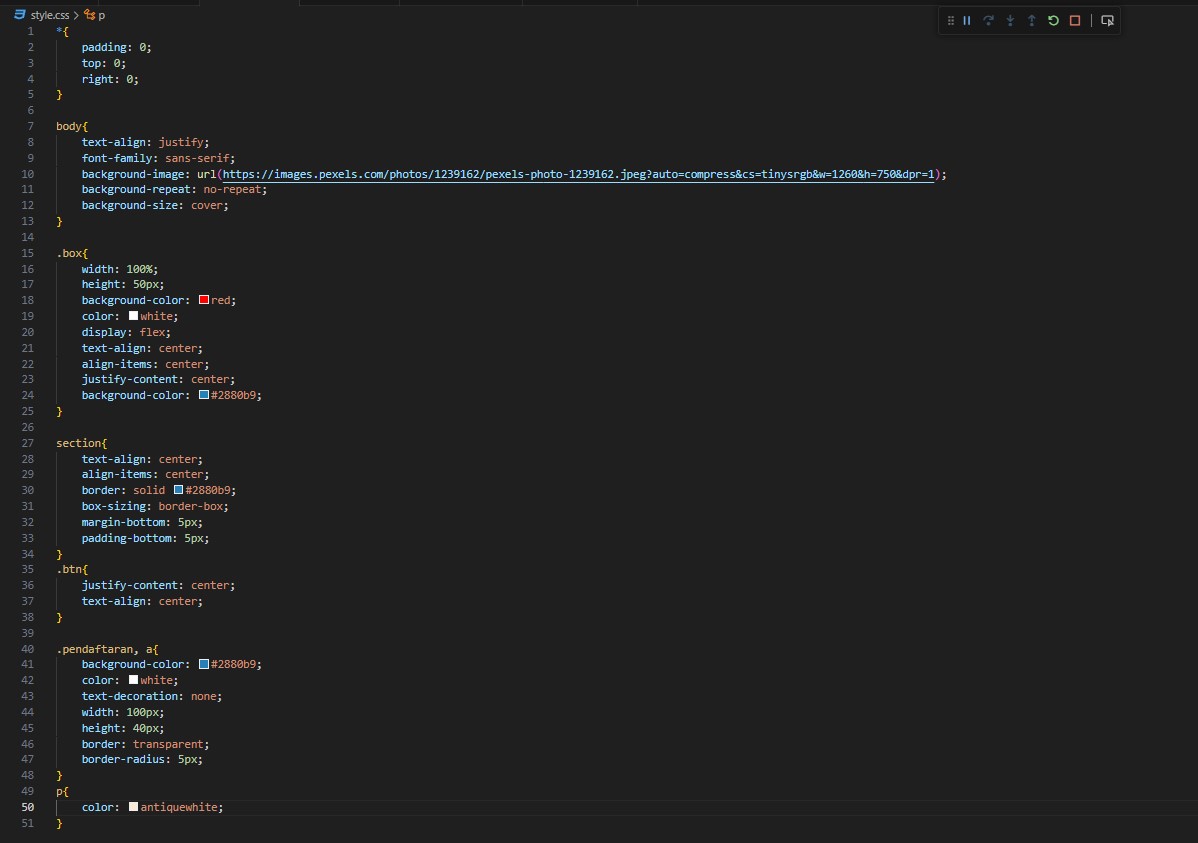 style.css > p
1 *{
2 padding: 0;
3 top: 0;
4 right: 0;
5 }
6
7 body{
8 text-align: justify;
9 font-family: sans-serif;
10 background-image: url(https://images.pexels.com/photos/1239162/pexels-photo-1239162.jpeg?auto=compress&cs=tinysrgb&w=1260&h=750&dpr=1);
11 background-repeat: no-repeat;
12 background-size: cover;
13 }
14
15 .box{
16 width: 100%;
17 height: 50px;
18 background-color: red;
19 color: white;
20 display: flex;
21 text-align: center;
22 align-items: center;
23 justify-content: center;
24 background-color: #2880b9;
25 }
26
27 section{
28 text-align: center;
29 align-items: center;
30 border: solid #2880b9;
31 box-sizing: border-box;
32 margin-bottom: 5px;
33 padding-bottom: 5px;
34 }
35 .btn{
36 justify-content: center;
37 text-align: center;
38 }
39
40 .pendaftaran, a{
41 background-color: #2880b9;
42 color: white;
43 text-decoration: none;
44 width: 100px;
45 height: 40px;
46 border: transparent;
47 border-radius: 5px;
48 }
49 p{
50 color: antiquewhite;
51 }